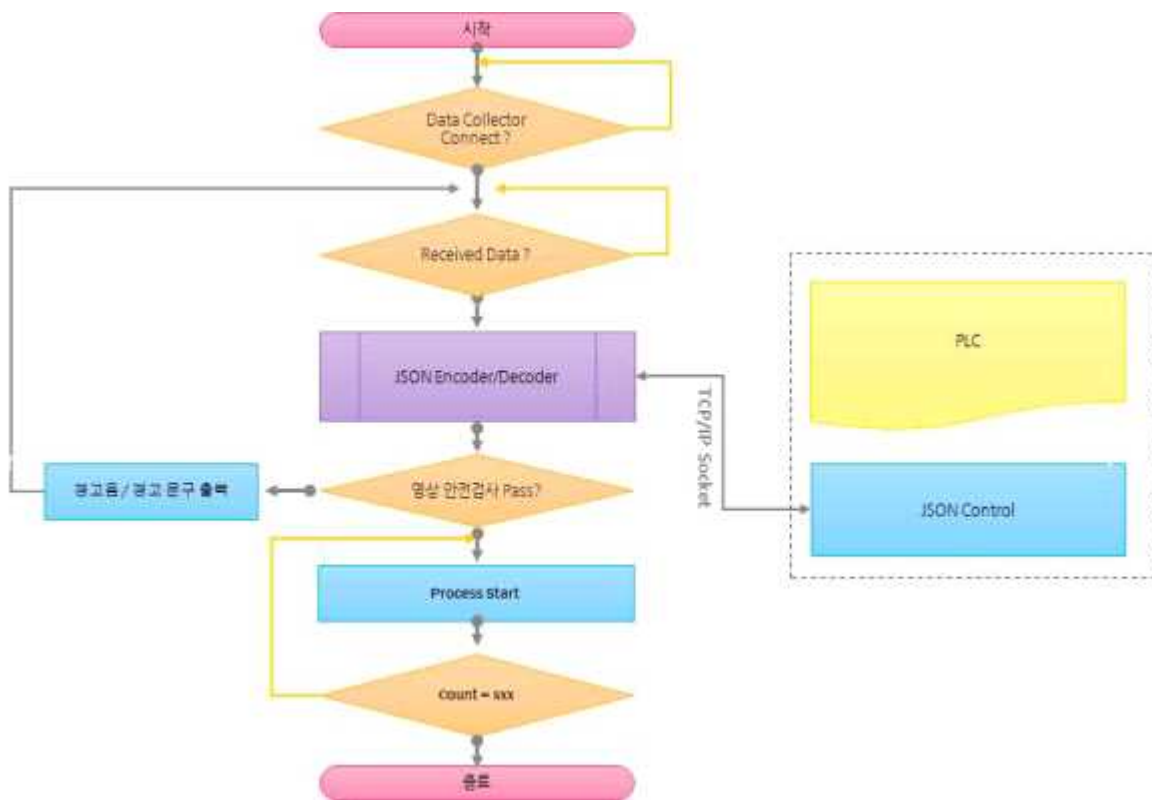 시작
Data Collector
Connect ?
Received Data ?
JSON Encoder/Decoder
TCP/IP Socket
PLC
JSON Control
영상 안전검사 Pass?
경고음 / 경고 문구 출력
Process Start
Count = xxx
종료